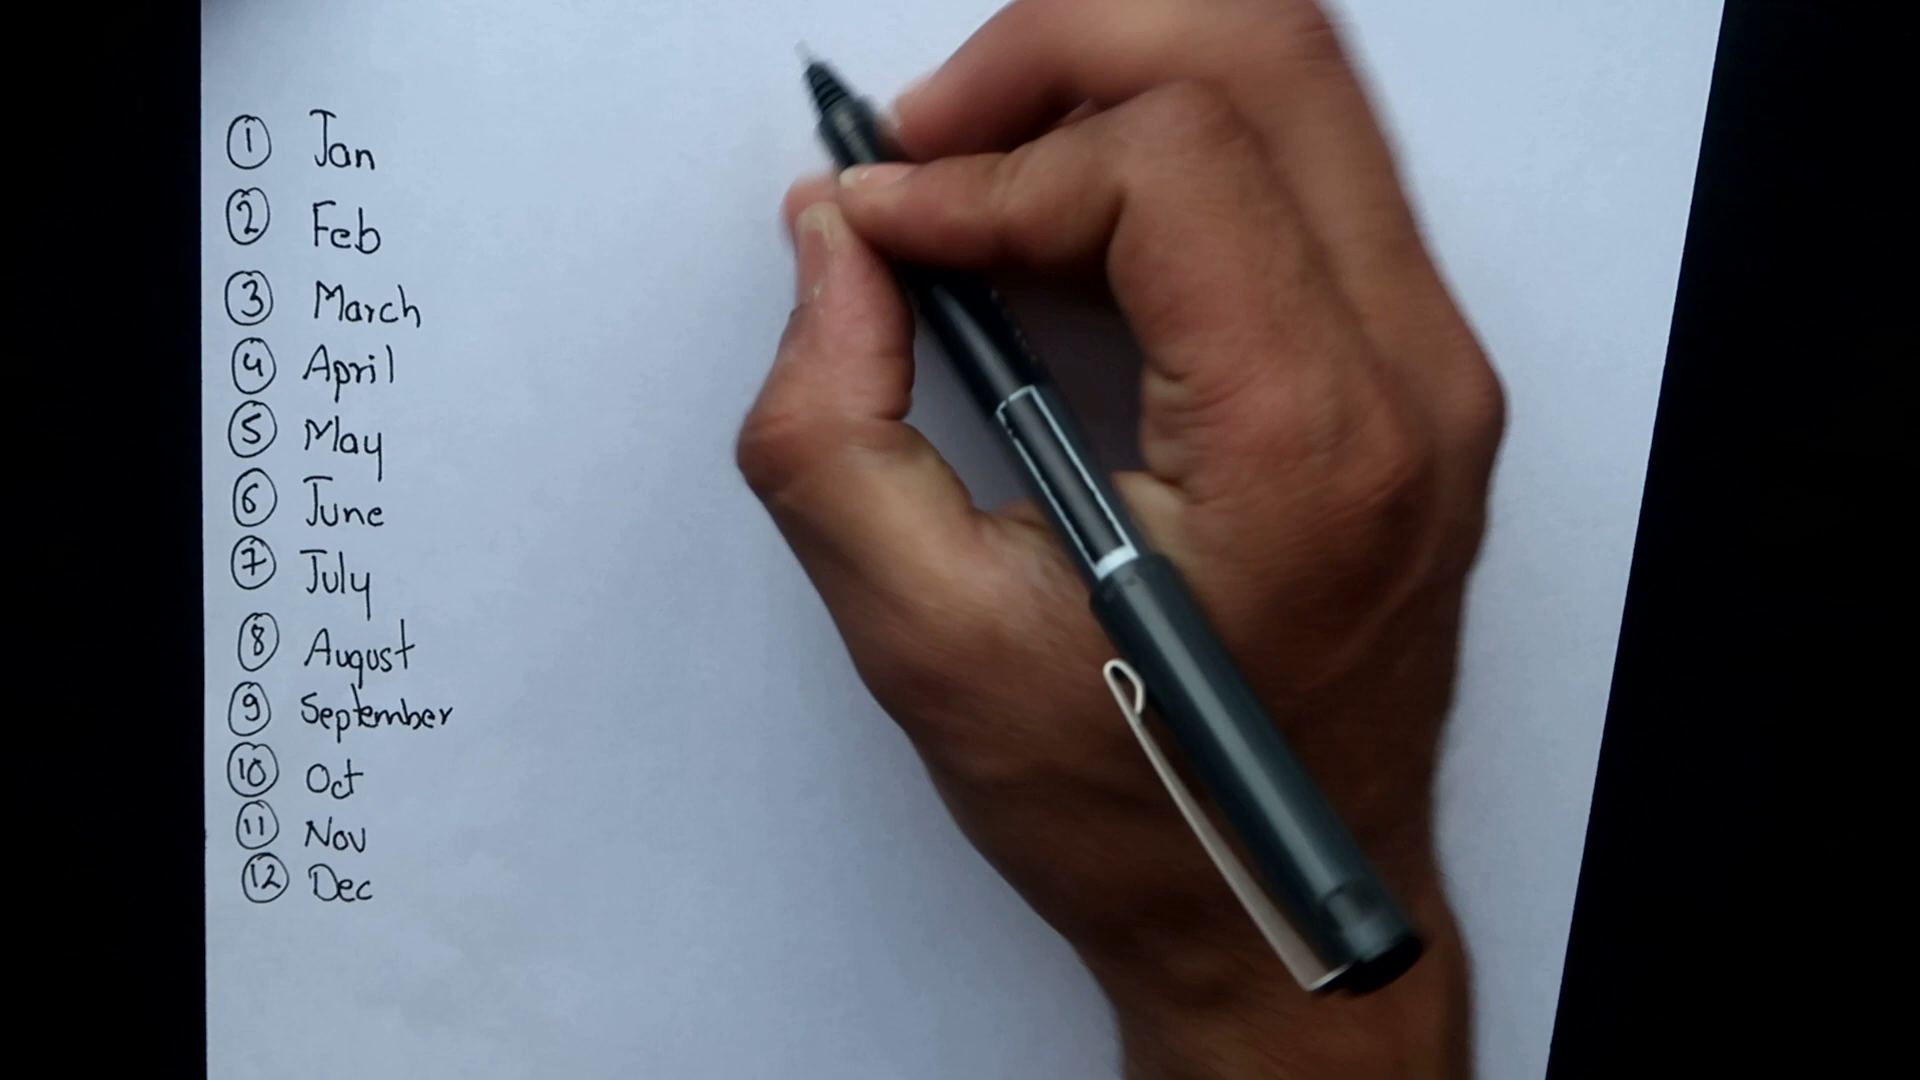 1 Jan
2 Feb
3 March
4 April
5 May
6 June
7 July
8 August
9 September
10 Oct
11 Nov
12 Dec